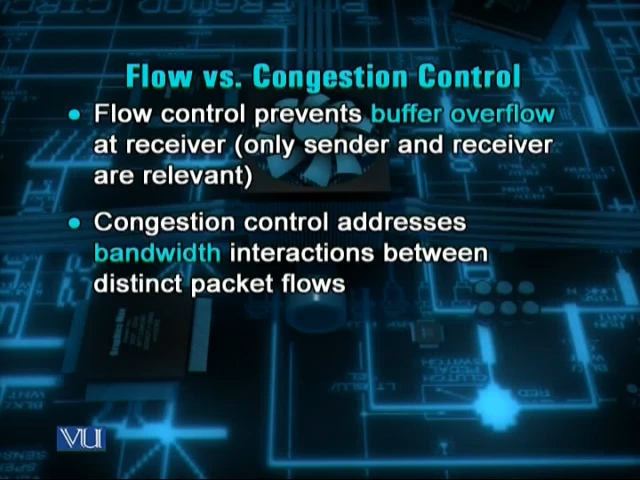 Flow vs. Congestion Control
• Flow control prevents buffer overflow
at receiver (only sender and receiver
are relevant)
• Congestion control addresses
bandwidth interactions between
distinct packet flows
VU